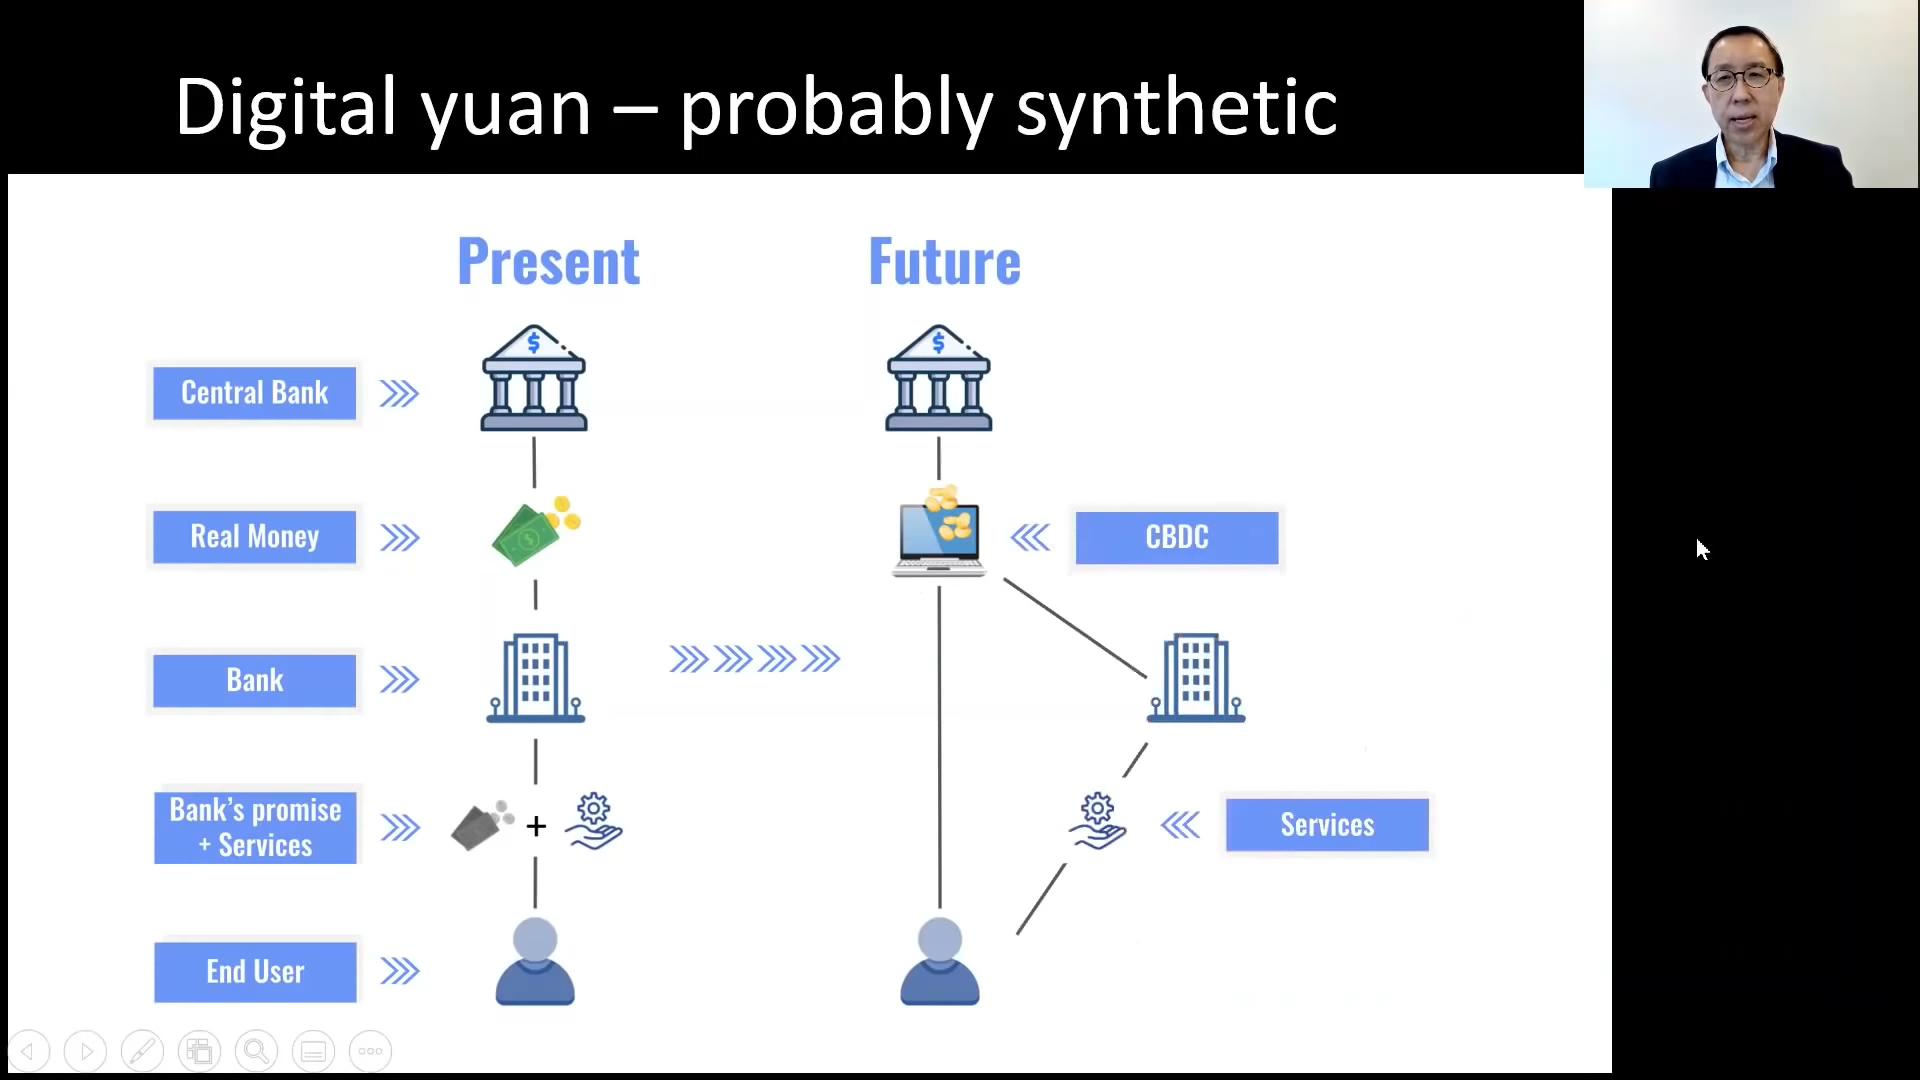 Digital yuan – probably synthetic
Present
Future
$
$
Central Bank
Real Money
$
CBDC
Bank
Bank's promise
+ Services
+
Services
End User